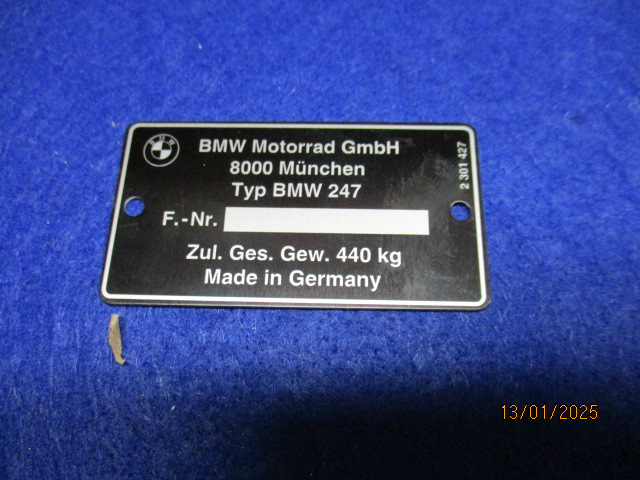 BMW
BMW Motorrad GmbH
8000 München
Typ BMW 247
F.-Nr.
Zul. Ges. Gew. 440 kg
Made in Germany
2 301 427
13/01/2025